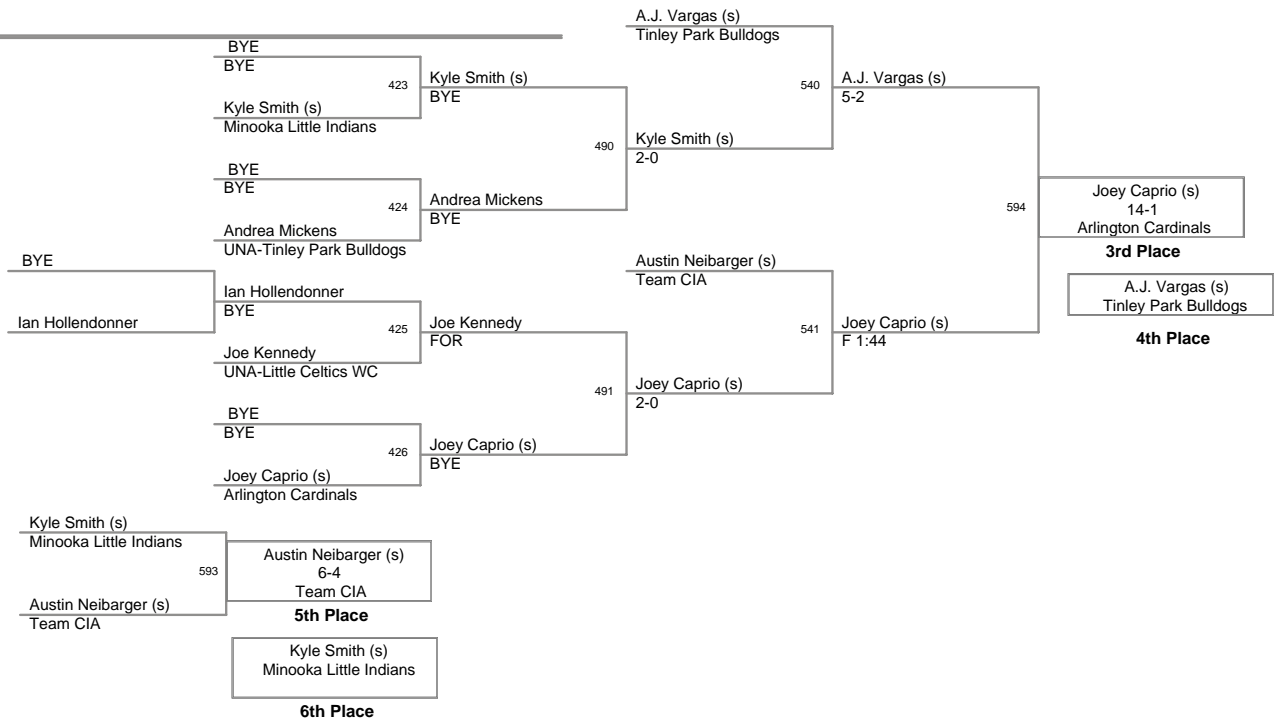 A.J. Vargas (s)
Tinley Park Bulldogs
BYE
BYE
423
Kyle Smith (s)
BYE
540
A.J. Vargas (s)
5-2
Kyle Smith (s)
Minooka Little Indians
490
Kyle Smith (s)
2-0
BYE
BYE
424
Andrea Mickens
BYE
Andrea Mickens
UNA-Tinley Park Bulldogs
594
Joey Caprio (s)
14-1
Arlington Cardinals
3rd Place
BYE
Ian Hollendonner
Ian Hollendonner
BYE
425
Joe Kennedy
FOR
Joe Kennedy
UNA-Little Celtics WC
Austin Neibarger (s)
Team CIA
541
Joey Caprio (s)
F 1:44
A.J. Vargas (s)
Tinley Park Bulldogs
4th Place
491
Joey Caprio (s)
2-0
BYE
BYE
426
Joey Caprio (s)
BYE
Joey Caprio (s)
Arlington Cardinals
Kyle Smith (s)
Minooka Little Indians
593
Austin Neibarger (s)
6-4
Team CIA
5th Place
Austin Neibarger (s)
Team CIA
Kyle Smith (s)
Minooka Little Indians
6th Place